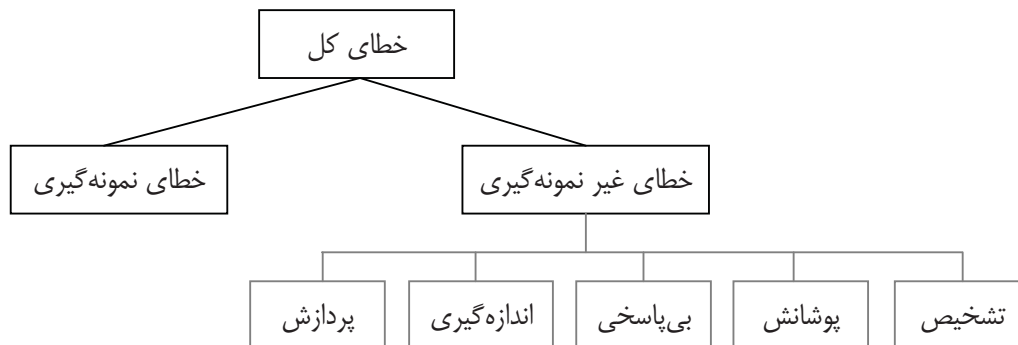 خطای کل
خطای غیر نمونه‌گیری
خطای نمونه‌گیری
تشخیص
پوشانش
بی‌پاسخی
اندازه‌گیری
پردازش